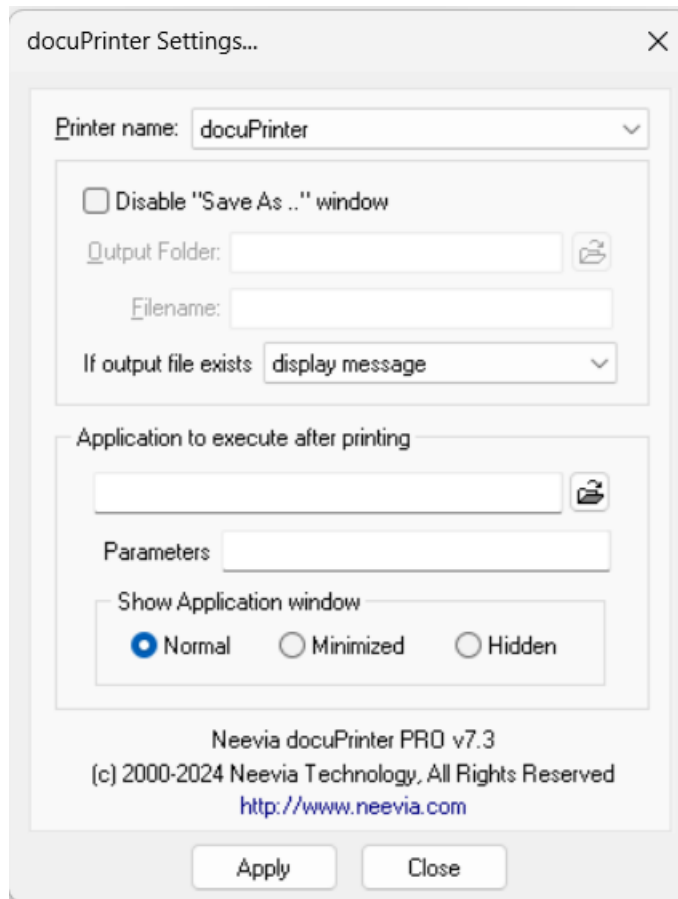 docuPrinter Settings...
Printer name: docuPrinter
Disable "Save As .." window
Output Folder:
Filename:
If output file exists display message
Application to execute after printing
Parameters
Show Application window
Normal Minimized Hidden
Neevia docuPrinter PRO v7.3
(c) 2000-2024 Neevia Technology, All Rights Reserved
http://www.neevia.com
Apply Close